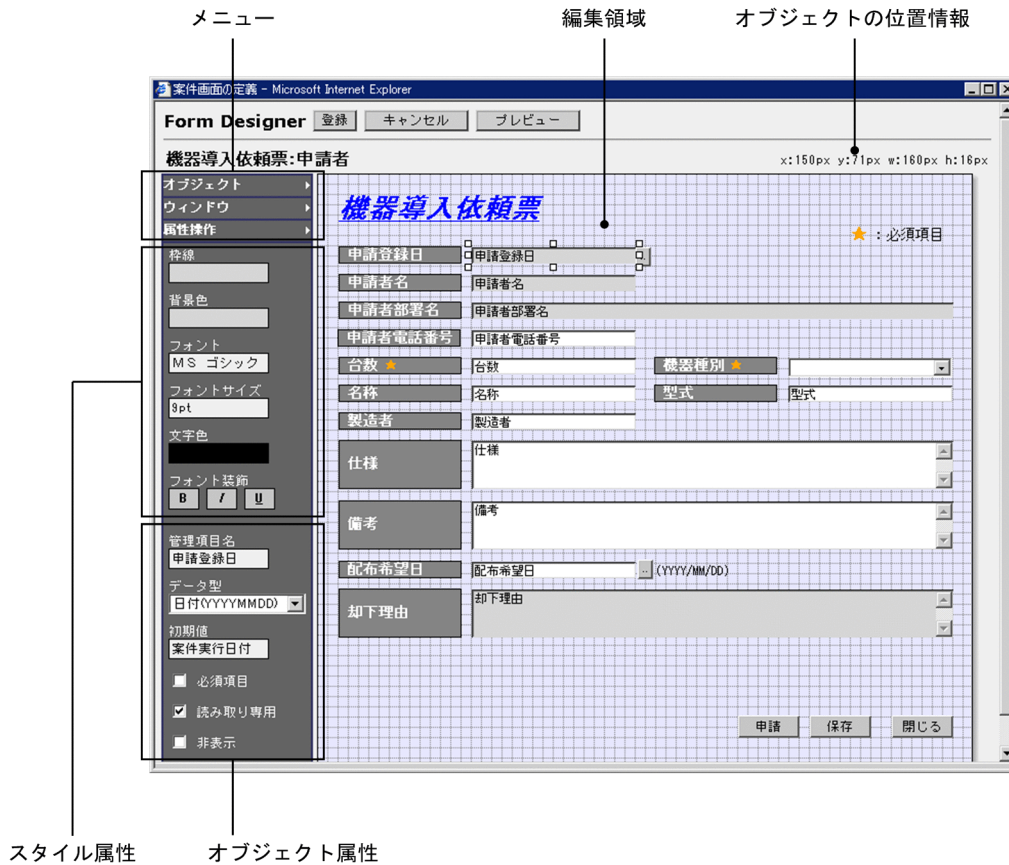 メニュー
編集領域
オブジェクトの位置情報
案件画面の定義 - Microsoft Internet Explorer
Form Designer 登録 キャンセル プレビュー
機器導入依頼票:申請者
x:150px y:71px w:160px h:16px
オブジェクト
ウィンドウ
属性操作
枠線
背景色
フォント
MS ゴシック
フォントサイズ
9pt
文字色
フォント装飾
B I U
管理項目名
申請登録日
データ型
日付(YYYYMMDD)
初期値
案件実行日付
必須項目
読み取り専用
非表示
機器導入依頼票
★ : 必須項目
申請登録日 申請登録日 ..
申請者名 申請者名
申請者部署名 申請者部署名
申請者電話番号 申請者電話番号
台数 ★ 台数 機器種別 ★
名称 名称 型式 型式
製造者 製造者
仕様 仕様
備考 備考
配布希望日 配布希望日 .. (YYYY/MM/DD)
却下理由 却下理由
申請 保存 閉じる
スタイル属性
オブジェクト属性